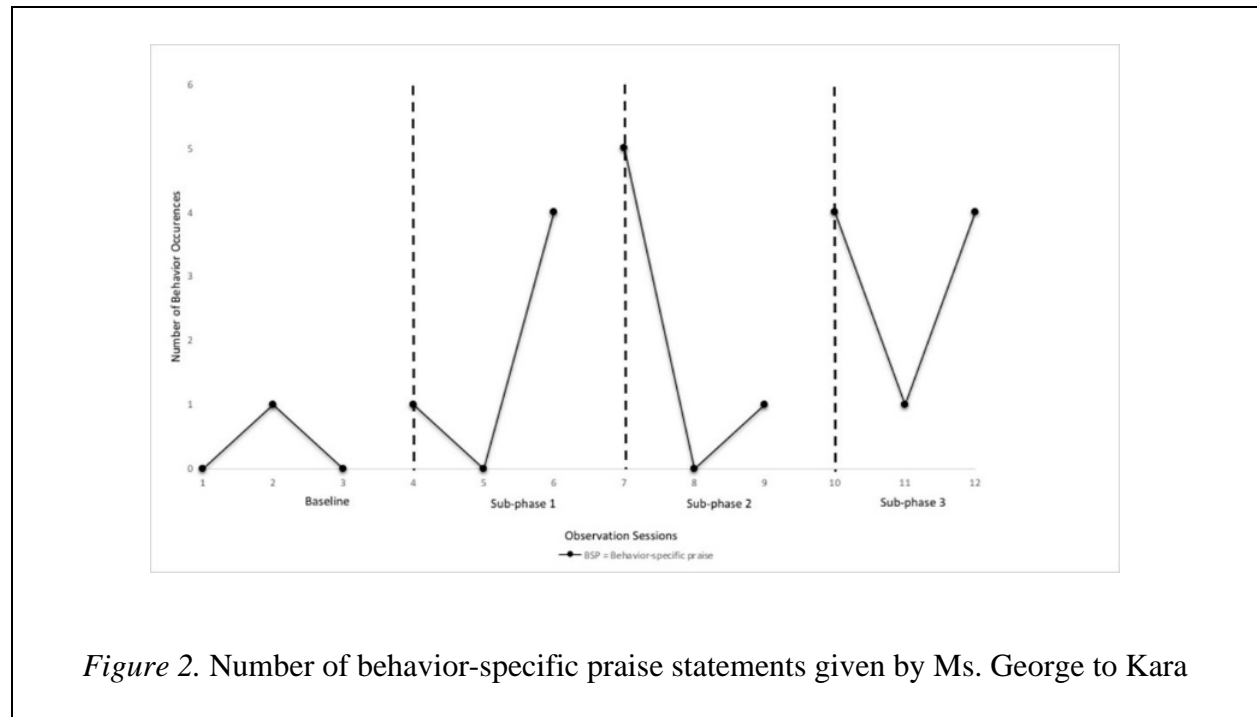 6
5
4
3
2
1
0
Number of Behavior Occurences
1 2 3 4 5 6 7 8 9 10 11 12
Baseline Sub-phase 1 Sub-phase 2 Sub-phase 3
Observation Sessions
BSP = Behavior-specific praise
Figure 2. Number of behavior-specific praise statements given by Ms. George to Kara